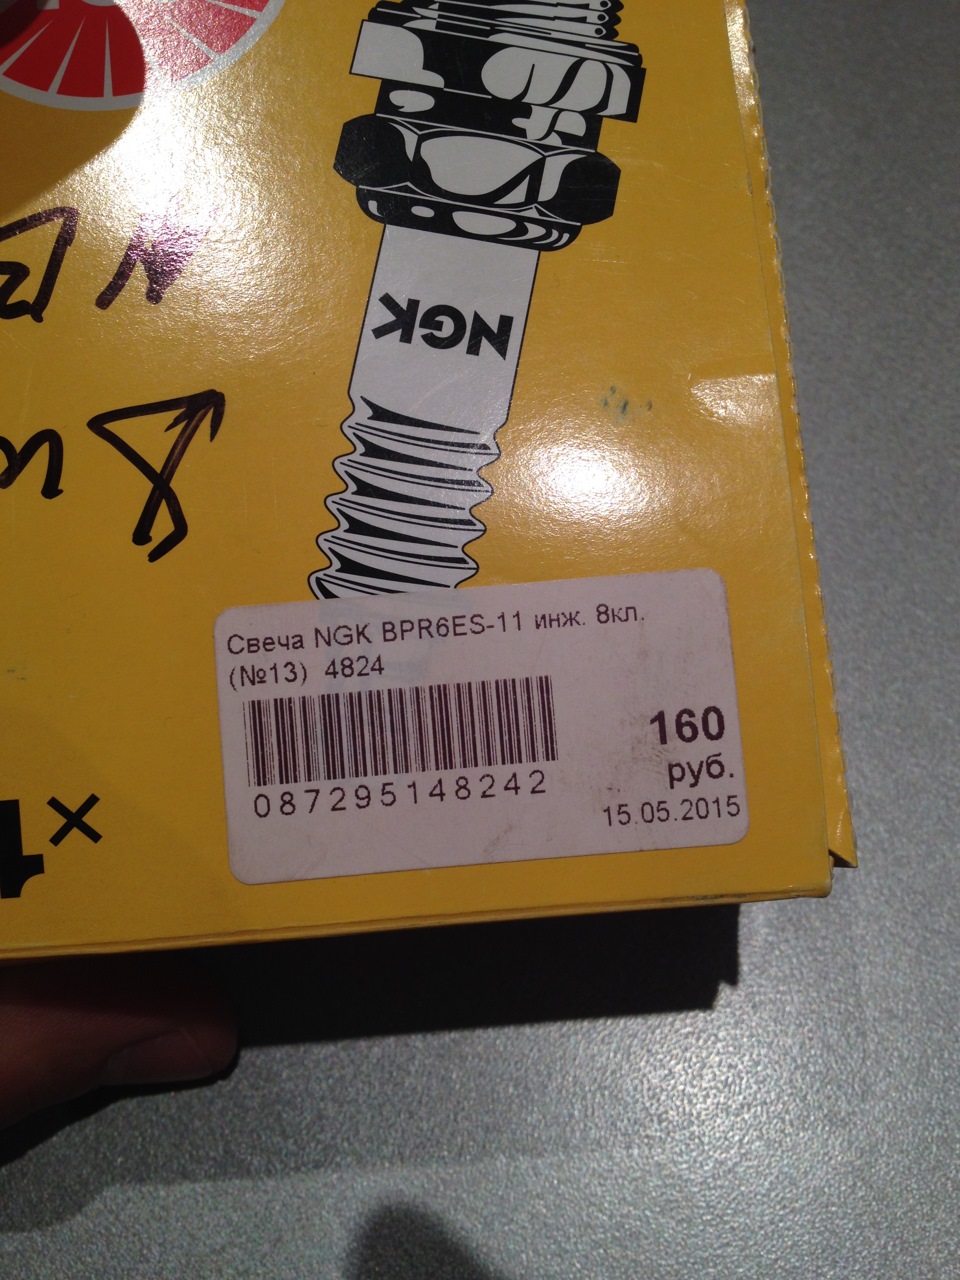 NGK
Свеча NGK BPR6ES-11 инж. 8кл.
(№13) 4824
160
руб.
087295148242
15.05.2015